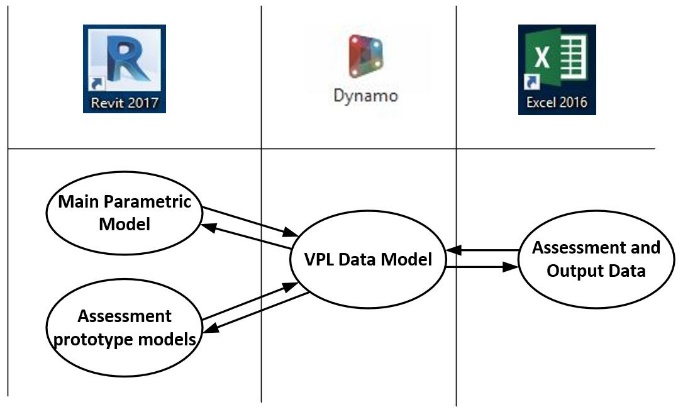 R
Revit 2017
Dynamo
X
Excel 2016
Main Parametric
Model
VPL Data Model
Assessment and
Output Data
Assessment
prototype models